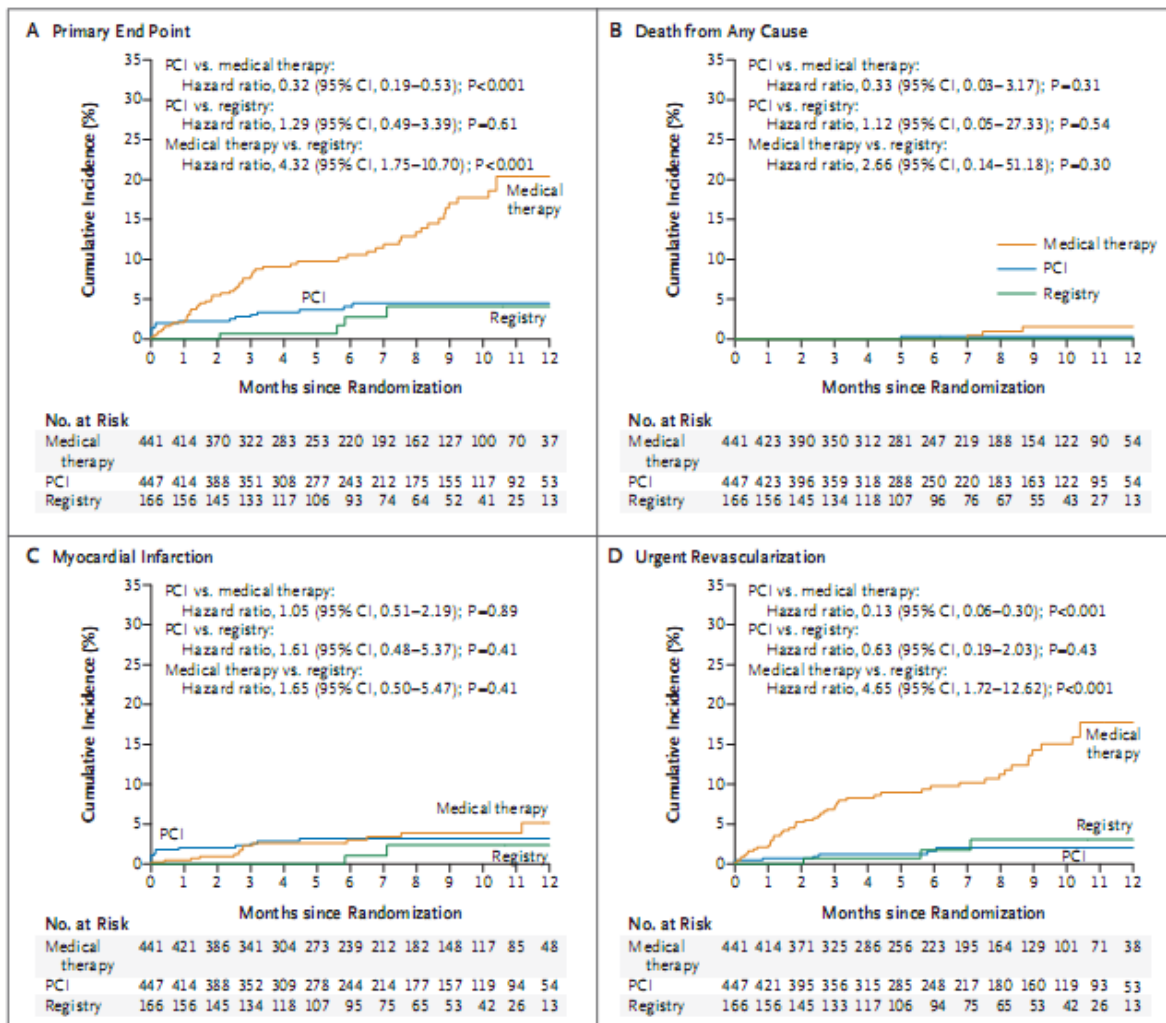 A Primary End Point
35
30
25
20
15
10
5
0
Cumulative Incidence (%)
PCI vs. medical therapy:
Hazard ratio, 0.32 (95% CI, 0.19–0.53); P<0.001
PCI vs. registry:
Hazard ratio, 1.29 (95% CI, 0.49–3.39); P=0.61
Medical therapy vs. registry:
Hazard ratio, 4.32 (95% CI, 1.75–10.70); P<0.001
Medical
therapy
PCI
Registry
0 1 2 3 4 5 6 7 8 9 10 11 12
Months since Randomization
No. at Risk
Medical 441 414 370 322 283 253 220 192 162 127 100 70 37
therapy
PCI 447 414 388 351 308 277 243 212 175 155 117 92 53
Registry 166 156 145 133 117 106 93 74 64 52 41 25 13
B Death from Any Cause
35
30
25
20
15
10
5
0
Cumulative Incidence (%)
PCI vs. medical therapy:
Hazard ratio, 0.33 (95% CI, 0.03–3.17); P=0.31
PCI vs. registry:
Hazard ratio, 1.12 (95% CI, 0.05–27.33); P=0.54
Medical therapy vs. registry:
Hazard ratio, 2.66 (95% CI, 0.14–51.18); P=0.30
Medical therapy
PCI
Registry
0 1 2 3 4 5 6 7 8 9 10 11 12
Months since Randomization
No. at Risk
Medical 441 423 390 350 312 281 247 219 188 154 122 90 54
therapy
PCI 447 423 396 359 318 288 250 220 183 163 122 95 54
Registry 166 156 145 134 118 107 96 76 67 55 43 27 13
C Myocardial Infarction
35
30
25
20
15
10
5
0
Cumulative Incidence (%)
PCI vs. medical therapy:
Hazard ratio, 1.05 (95% CI, 0.51–2.19); P=0.89
PCI vs. registry:
Hazard ratio, 1.61 (95% CI, 0.48–5.37); P=0.41
Medical therapy vs. registry:
Hazard ratio, 1.65 (95% CI, 0.50–5.47); P=0.41
Medical therapy
PCI
Registry
0 1 2 3 4 5 6 7 8 9 10 11 12
Months since Randomization
No. at Risk
Medical 441 421 386 341 304 273 239 212 182 148 117 85 48
therapy
PCI 447 414 388 352 309 278 244 214 177 157 119 94 54
Registry 166 156 145 134 118 107 95 75 65 53 42 26 13
D Urgent Revascularization
35
30
25
20
15
10
5
0
Cumulative Incidence (%)
PCI vs. medical therapy:
Hazard ratio, 0.13 (95% CI, 0.06–0.30); P<0.001
PCI vs. registry:
Hazard ratio, 0.63 (95% CI, 0.19–2.03); P=0.43
Medical therapy vs. registry:
Hazard ratio, 4.65 (95% CI, 1.72–12.62); P<0.001
Medical
therapy
Registry
PCI
0 1 2 3 4 5 6 7 8 9 10 11 12
Months since Randomization
No. at Risk
Medical 441 414 371 325 286 256 223 195 164 129 101 71 38
therapy
PCI 447 421 395 356 315 285 248 217 180 160 119 93 53
Registry 166 156 145 133 117 106 94 75 65 53 42 26 13